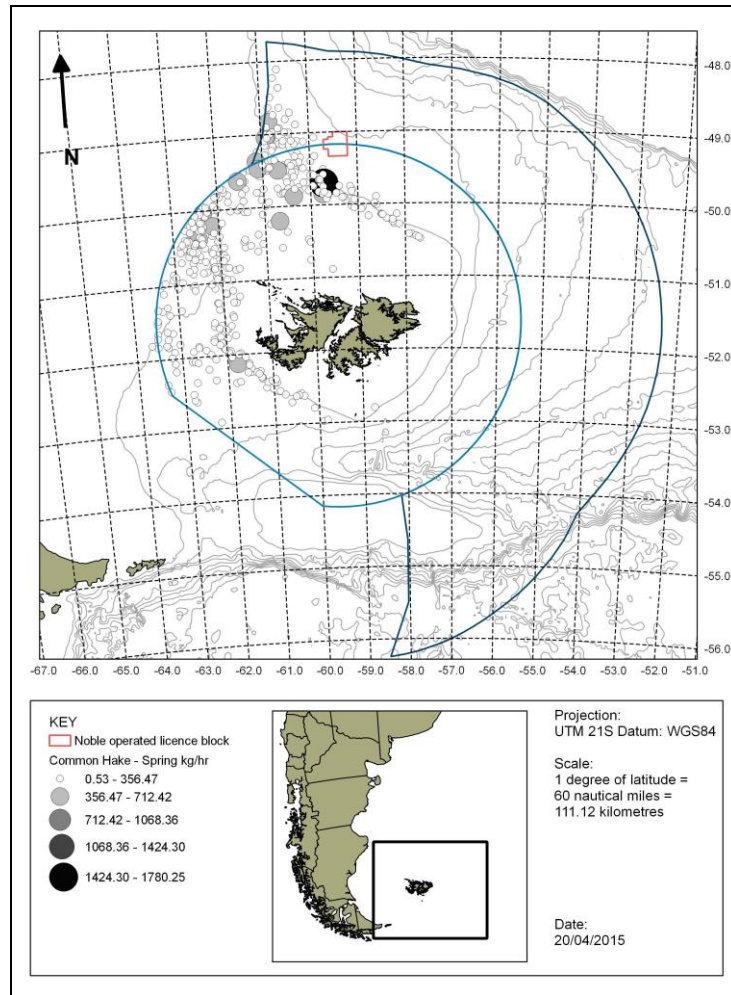 N
-48.0
-49.0
-50.0
-51.0
-52.0
-53.0
-54.0
-55.0
-56.0
-67.0 -66.0 -65.0 -64.0 -63.0 -62.0 -61.0 -60.0 -59.0 -58.0 -57.0 -56.0 -55.0 -54.0 -53.0 -52.0 -51.0
KEY
Noble operated licence block
Common Hake - Spring kg/hr
0.53 - 356.47
356.47 - 712.42
712.42 - 1068.36
1068.36 - 1424.30
1424.30 - 1780.25
Projection:
UTM 21S Datum: WGS84
Scale:
1 degree of latitude =
60 nautical miles =
111.12 kilometres
Date:
20/04/2015